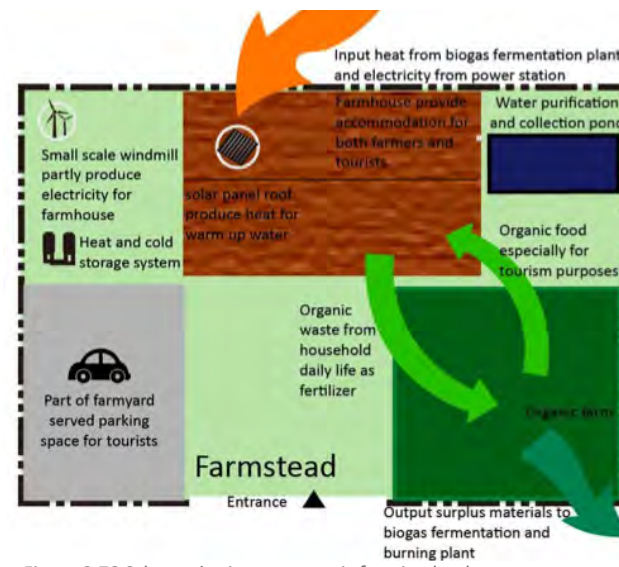 Input heat from biogas fermentation plant
and electricity from power station
Farmhouse provide
accommodation for
both farmers and
tourists
Water purification
and collection pond
Small scale windmill
partly produce
electricity for
farmhouse
solar panel roof
produce heat for
warm up water
Heat and cold
storage system
Organic food
especially for
tourism purposes
Organic
waste from
household
daily life as
fertilizer
Part of farmyard
served parking
space for tourists
Organic farm
Farmstead
Entrance
Output surplus materials to
biogas fermentation and
burning plant